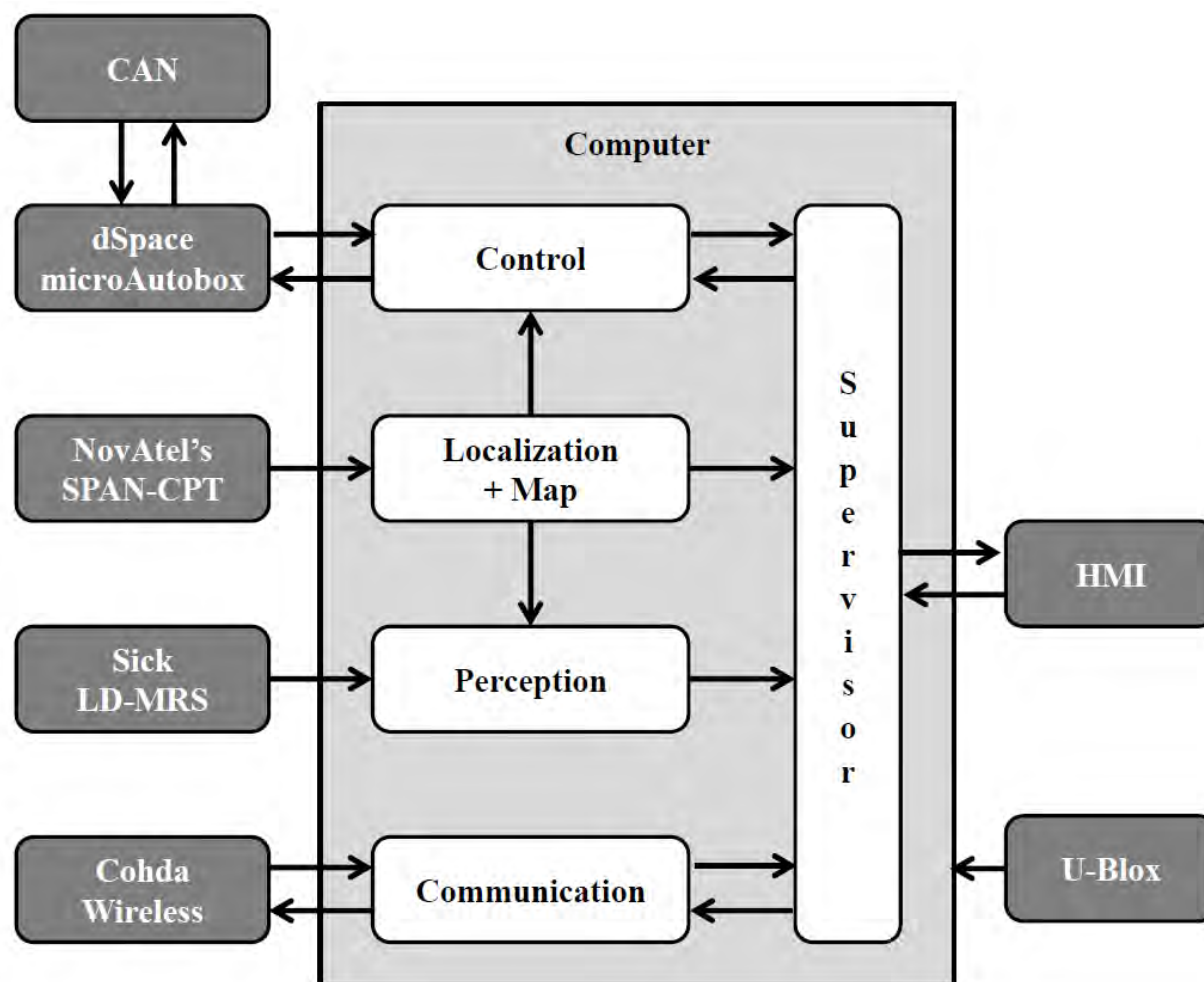 CAN
Computer
dSpace
microAutobox
Control
NovAtel's
SPAN-CPT
Localization
+ Map
Supervisor
HMI
Sick
LD-MRS
Perception
Cohda
Wireless
Communication
U-Blox